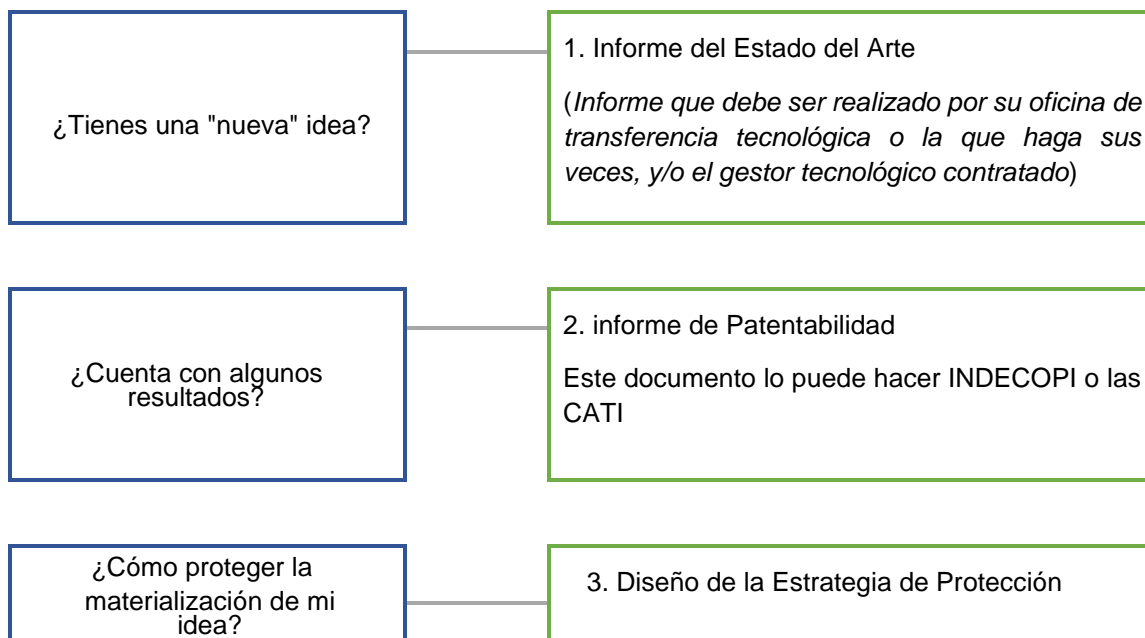 ¿Tienes una "nueva" idea?
1. Informe del Estado del Arte
(Informe que debe ser realizado por su oficina de
transferencia tecnológica o la que haga sus
veces, y/o el gestor tecnológico contratado)
¿Cuenta con algunos
resultados?
2. informe de Patentabilidad
Este documento lo puede hacer INDECOPI o las
CATI
¿Cómo proteger la
materialización de mi
idea?
3. Diseño de la Estrategia de Protección